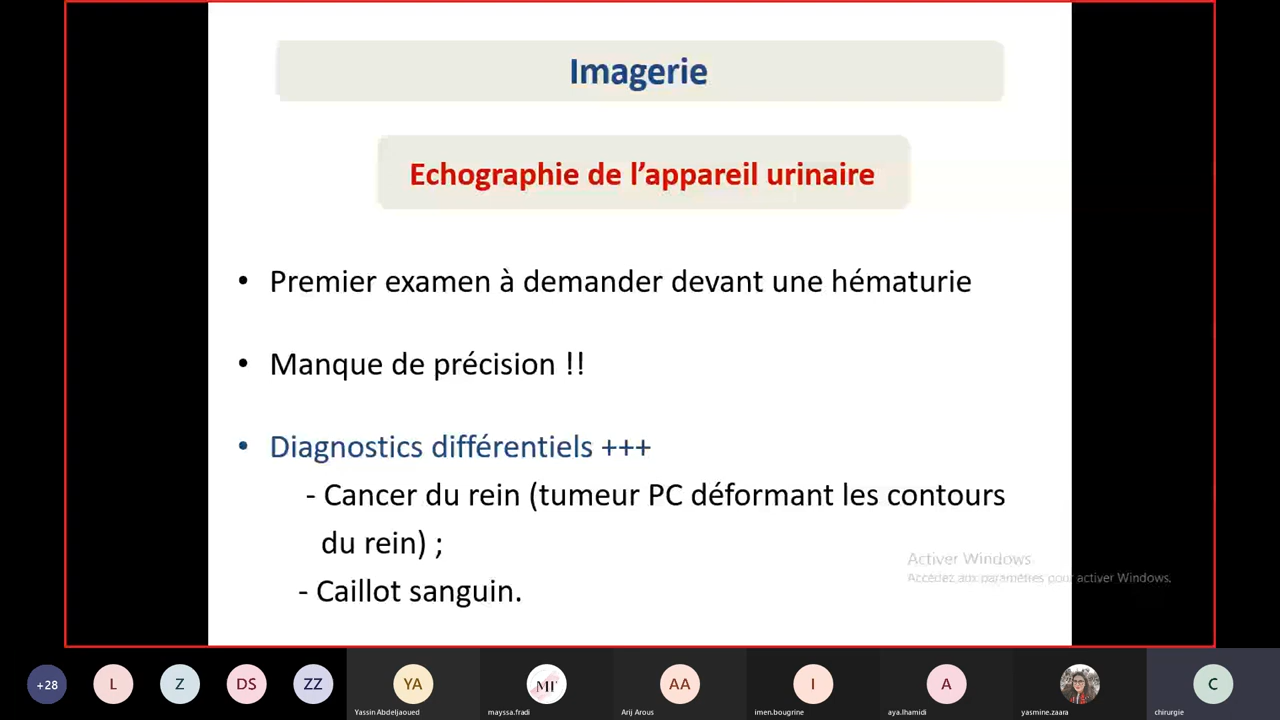 Imagerie
Echographie de l’appareil urinaire
• Premier examen à demander devant une hématurie
• Manque de précision !!
• Diagnostics différentiels +++
- Cancer du rein (tumeur PC déformant les contours
du rein) ;
- Caillot sanguin.
Activer Windows
Accédez aux paramètres pour activer Windows.
+28
L
Z
DS
ZZ
YA
MF
AA
I
A
C
Yassin Abdeljaoued
mayssa.fradi
Arij Arous
imen.bougrine
aya.lhamidi
yasmine.zaara
chirurgie